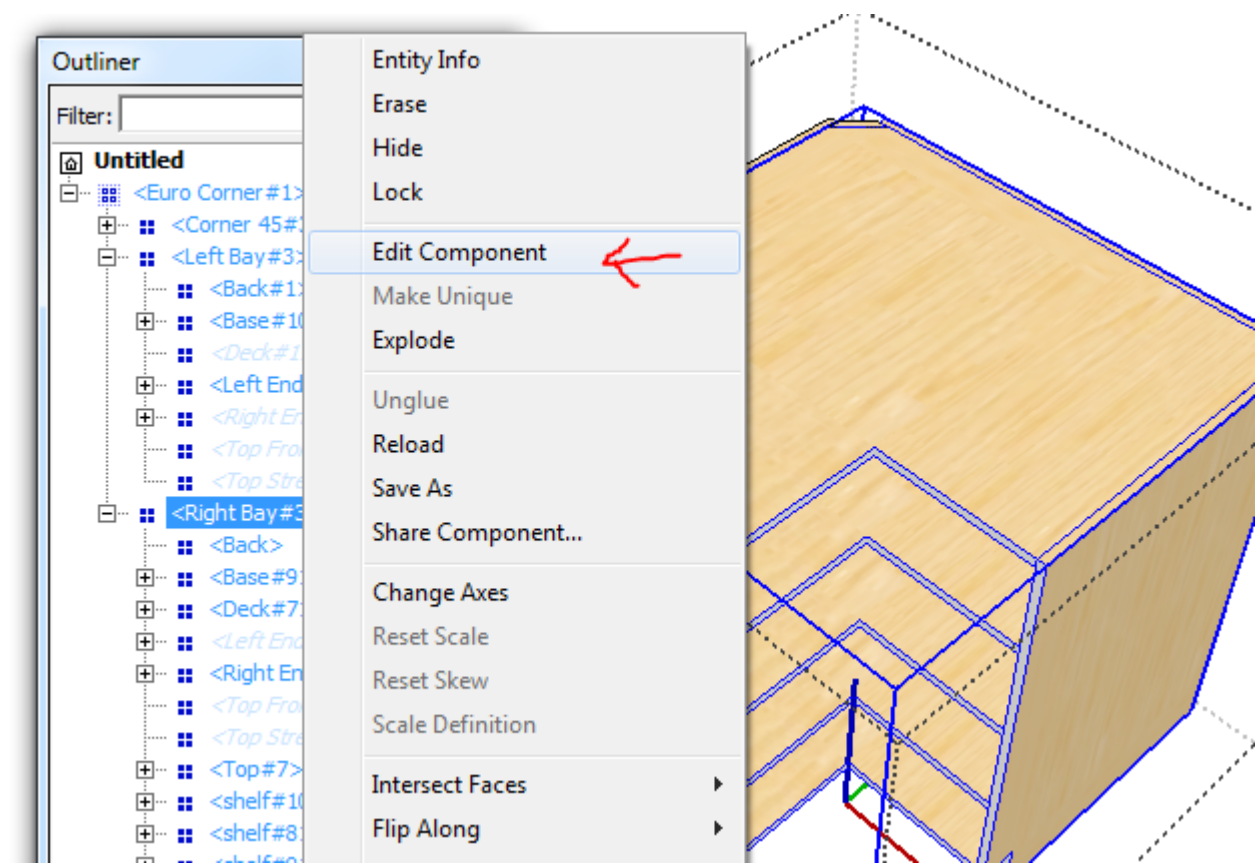 Outliner
Filter:
Untitled
<Euro Corner#1>
<Corner 45#
<Left Bay#3>
<Back#1>
<Base#10
<Deck#1
<Left End
<Right En
<Top Fro
<Top Stre
<Right Bay#3
<Back>
<Base#9
<Deck#7
<Left End
<Right En
<Top Fro
<Top Stre
<Top#7>
<shelf#10
<shelf#8
<shelf#9
Entity Info
Erase
Hide
Lock
Edit Component
Make Unique
Explode
Unglue
Reload
Save As
Share Component...
Change Axes
Reset Scale
Reset Skew
Scale Definition
Intersect Faces
Flip Along